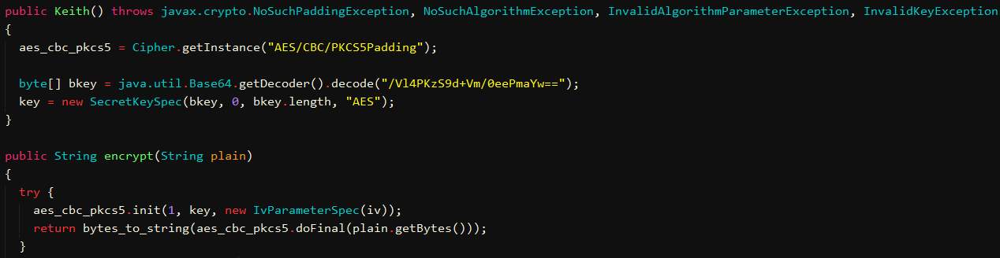 public Keith() throws javax.crypto.NoSuchPaddingException, NoSuchAlgorithmException, InvalidAlgorithmParameterException, InvalidKeyException
{
aes_cbc_pkcs5 = Cipher.getInstance("AES/CBC/PKCS5Padding");
byte[] bkey = java.util.Base64.getDecoder().decode("/Vl4PKzS9d+Vm/0eePmaYw==");
key = new SecretKeySpec(bkey, 0, bkey.length, "AES");
}
public String encrypt(String plain)
{
try {
aes_cbc_pkcs5.init(1, key, new IvParameterSpec(iv));
return bytes_to_string(aes_cbc_pkcs5.doFinal(plain.getBytes()));
}